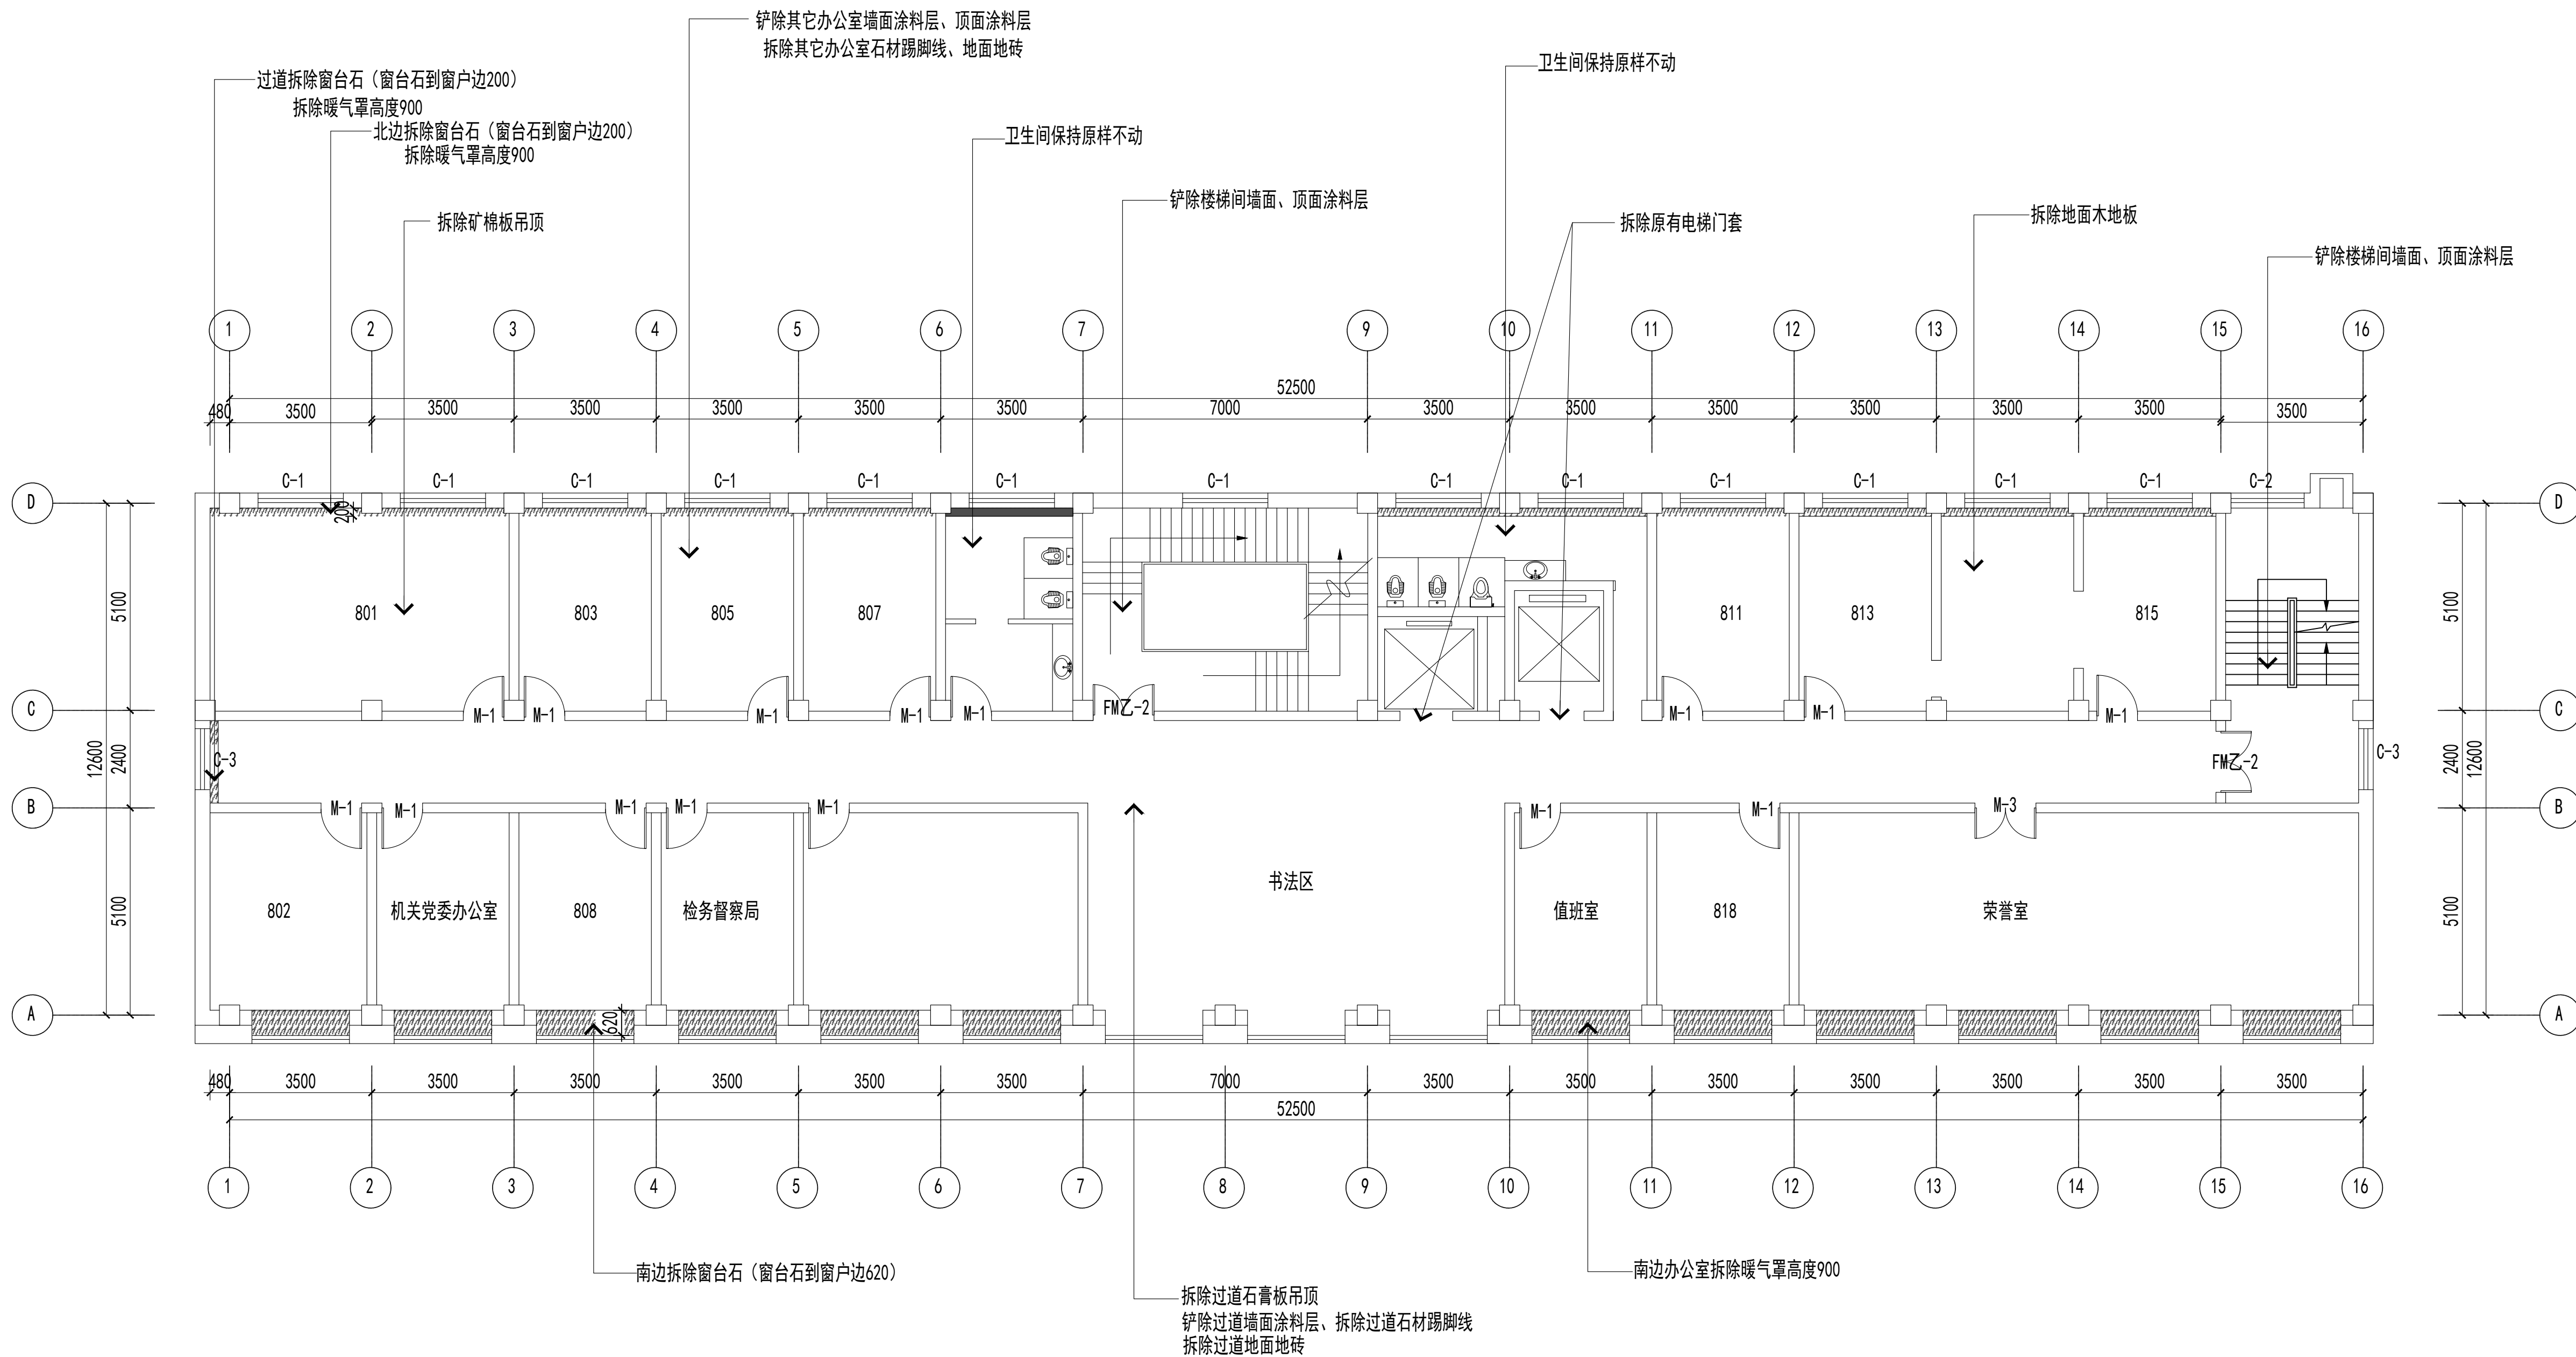 铲除其它办公室墙面涂料层、顶面涂料层
拆除其它办公室石材踢脚线、地面地砖
卫生间保持原样不动
过道拆除窗台石（窗台石到窗户边200）
拆除暖气罩高度900
北边拆除窗台石（窗台石到窗户边200）
拆除暖气罩高度900
卫生间保持原样不动
铲除楼梯间墙面、顶面涂料层
拆除矿棉板吊顶
拆除原有电梯门套
拆除地面木地板
铲除楼梯间墙面、顶面涂料层
1 2 3 4 5 6 7 9 10 11 12 13 14 15 16
52500
480 3500 3500 3500 3500 3500 3500 7000 3500 3500 3500 3500 3500 3500 3500
C-1 C-1 C-1 C-1 C-1 C-1 C-1 C-1 C-1 C-1 C-1 C-1 C-1 C-2
D D
200
5100 5100
801 803 805 807 811 813 815
C C
M-1 M-1 M-1 M-1 M-1 FM乙-2 M-1 M-1 M-1
12600 2400 2400 12600
C-3 FM乙-2 C-3
B B
M-1 M-1 M-1 M-1 M-1 M-1 M-1 M-3
书法区
5100 5100
802 机关党委办公室 808 检务督察局 值班室 818 荣誉室
A A
620
480 3500 3500 3500 3500 3500 3500 7000 3500 3500 3500 3500 3500 3500 3500
52500
1 2 3 4 5 6 7 8 9 10 11 12 13 14 15 16
南边拆除窗台石（窗台石到窗户边620）
南边办公室拆除暖气罩高度900
拆除过道石膏板吊顶
铲除过道墙面涂料层、拆除过道石材踢脚线
拆除过道地面地砖